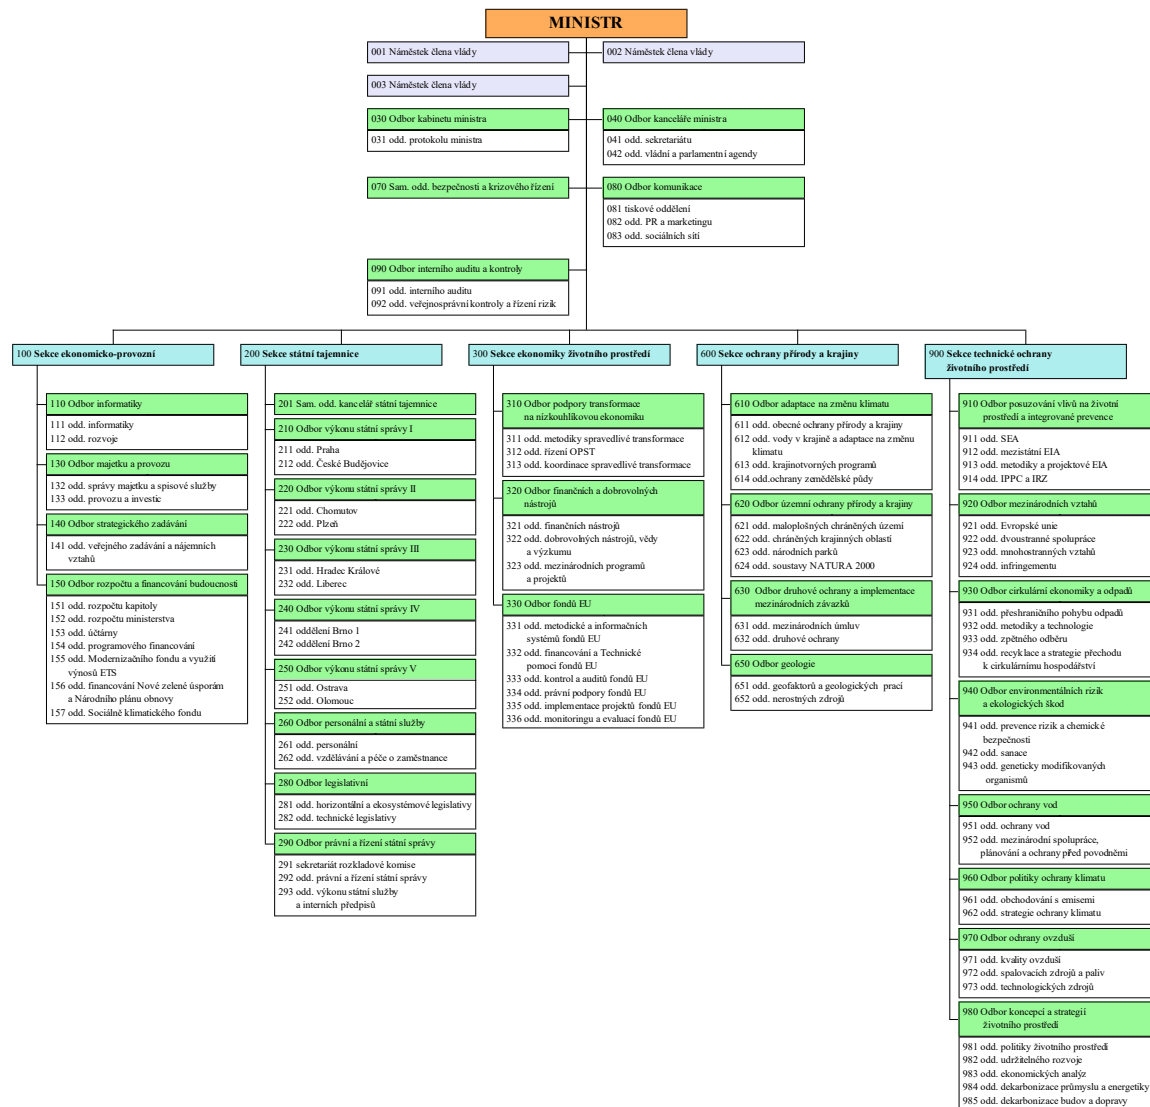 MINISTR
001 Náměstek člena vlády
002 Náměstek člena vlády
003 Náměstek člena vlády
030 Odbor kabinetu ministra
031 odd. protokolu ministra
040 Odbor kanceláře ministra
041 odd. sekretariátu
042 odd. vládní a parlamentní agendy
070 Sam. odd. bezpečnosti a krizového řízení
080 Odbor komunikace
081 tiskové oddělení
082 odd. PR a marketingu
083 odd. sociálních sítí
090 Odbor interního auditu a kontroly
091 odd. interního auditu
092 odd. veřejnosprávní kontroly a řízení rizik
100 Sekce ekonomicko-provozní
110 Odbor informatiky
111 odd. informatiky
112 odd. rozvoje
130 Odbor majetku a provozu
132 odd. správy majetku a spisové služby
133 odd. provozu a investic
140 Odbor strategického zadávání
141 odd. veřejného zadávání a nájemních
vztahů
150 Odbor rozpočtu a financování budoucnosti
151 odd. rozpočtu kapitoly
152 odd. rozpočtu ministerstva
153 odd. účtárny
154 odd. programového financování
155 odd. Modernizačního fondu a využití
výnosů ETS
156 odd. financování Nové zelené úsporám
a Národního plánu obnovy
157 odd. Sociálně klimatického fondu
200 Sekce státní tajemnice
201 Sam. odd. kancelář státní tajemnice
210 Odbor výkonu státní správy I
211 odd. Praha
212 odd. České Budějovice
220 Odbor výkonu státní správy II
221 odd. Chomutov
222 odd. Plzeň
230 Odbor výkonu státní správy III
231 odd. Hradec Králové
232 odd. Liberec
240 Odbor výkonu státní správy IV
241 oddělení Brno 1
242 oddělení Brno 2
250 Odbor výkonu státní správy V
251 odd. Ostrava
252 odd. Olomouc
260 Odbor personální a státní služby
261 odd. personální
262 odd. vzdělávání a péče o zaměstnance
280 Odbor legislativní
281 odd. horizontální a ekosystémové legislativy
282 odd. technické legislativy
290 Odbor právní a řízení státní správy
291 sekretariát rozkladové komise
292 odd. právní a řízení státní správy
293 odd. výkonu státní služby
a interních předpisů
300 Sekce ekonomiky životního prostředí
310 Odbor podpory transformace
na nízkouhlíkovou ekonomiku
311 odd. metodiky spravedlivé transformace
312 odd. řízení OPST
313 odd. koordinace spravedlivé transformace
320 Odbor finančních a dobrovolných
nástrojů
321 odd. finančních nástrojů
322 odd. dobrovolných nástrojů, vědy
a výzkumu
323 odd. mezinárodních programů
a projektů
330 Odbor fondů EU
331 odd. metodické a informačních
systémů fondů EU
332 odd. financování a Technické
pomoci fondů EU
333 odd. kontrol a auditů fondů EU
334 odd. právní podpory fondů EU
335 odd. implementace projektů fondů EU
336 odd. monitoringu a evaluací fondů EU
600 Sekce ochrany přírody a krajiny
610 Odbor adaptace na změnu klimatu
611 odd. obecné ochrany přírody a krajiny
612 odd. vody v krajině a adaptace na změnu
klimatu
613 odd. krajinotvorných programů
614 odd.ochrany zemědělské půdy
620 Odbor územní ochrany přírody a krajiny
621 odd. maloplošných chráněných území
622 odd. chráněných krajinných oblastí
623 odd. národních parků
624 odd. soustavy NATURA 2000
630 Odbor druhové ochrany a implementace
mezinárodních závazků
631 odd. mezinárodních úmluv
632 odd. druhové ochrany
650 Odbor geologie
651 odd. geofaktorů a geologických prací
652 odd. nerostných zdrojů
900 Sekce technické ochrany
životního prostředí
910 Odbor posuzování vlivů na životní
prostředí a integrované prevence
911 odd. SEA
912 odd. mezistátní EIA
913 odd. metodiky a projektové EIA
914 odd. IPPC a IRZ
920 Odbor mezinárodních vztahů
921 odd. Evropské unie
922 odd. dvoustranné spolupráce
923 odd. mnohostranných vztahů
924 odd. infringementu
930 Odbor cirkulární ekonomiky a odpadů
931 odd. přeshraničního pohybu odpadů
932 odd. metodiky a technologie
933 odd. zpětného odběru
934 odd. recyklace a strategie přechodu
k cirkulárnímu hospodářství
940 Odbor environmentálních rizik
a ekologických škod
941 odd. prevence rizik a chemické
bezpečnosti
942 odd. sanace
943 odd. geneticky modifikovaných
organismů
950 Odbor ochrany vod
951 odd. ochrany vod
952 odd. mezinárodní spolupráce,
plánování a ochrany před povodněmi
960 Odbor politiky ochrany klimatu
961 odd. obchodování s emisemi
962 odd. strategie ochrany klimatu
970 Odbor ochrany ovzduší
971 odd. kvality ovzduší
972 odd. spalovacích zdrojů a paliv
973 odd. technologických zdrojů
980 Odbor koncepcí a strategií
životního prostředí
981 odd. politiky životního prostředí
982 odd. udržitelného rozvoje
983 odd. ekonomických analýz
984 odd. dekarbonizace průmyslu a energetiky
985 odd. dekarbonizace budov a dopravy